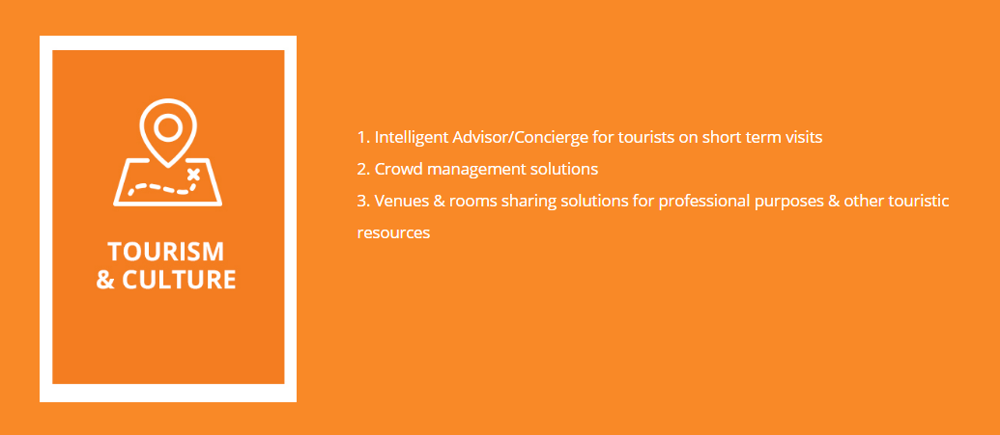 TOURISM
& CULTURE
1. Intelligent Advisor/Concierge for tourists on short term visits
2. Crowd management solutions
3. Venues & rooms sharing solutions for professional purposes & other touristic
resources